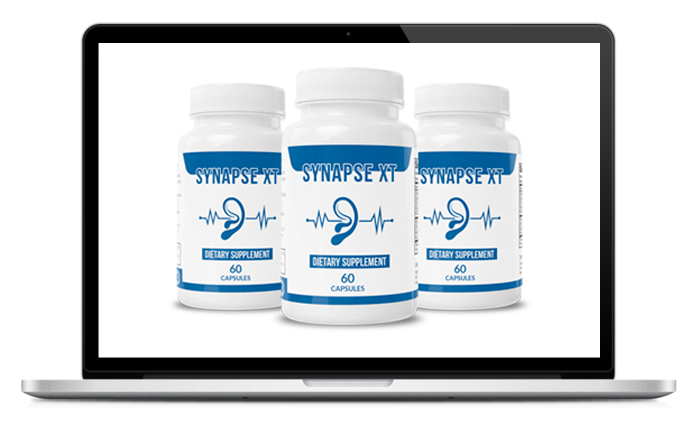 SYNAPSE XT
DIETARY SUPPLEMENT
60
CAPSULES
SYNAPSE XT
DIETARY SUPPLEMENT
60
CAPSULES
SYNAPSE XT
DIETARY SUPPLEMENT
60
CAPSULES